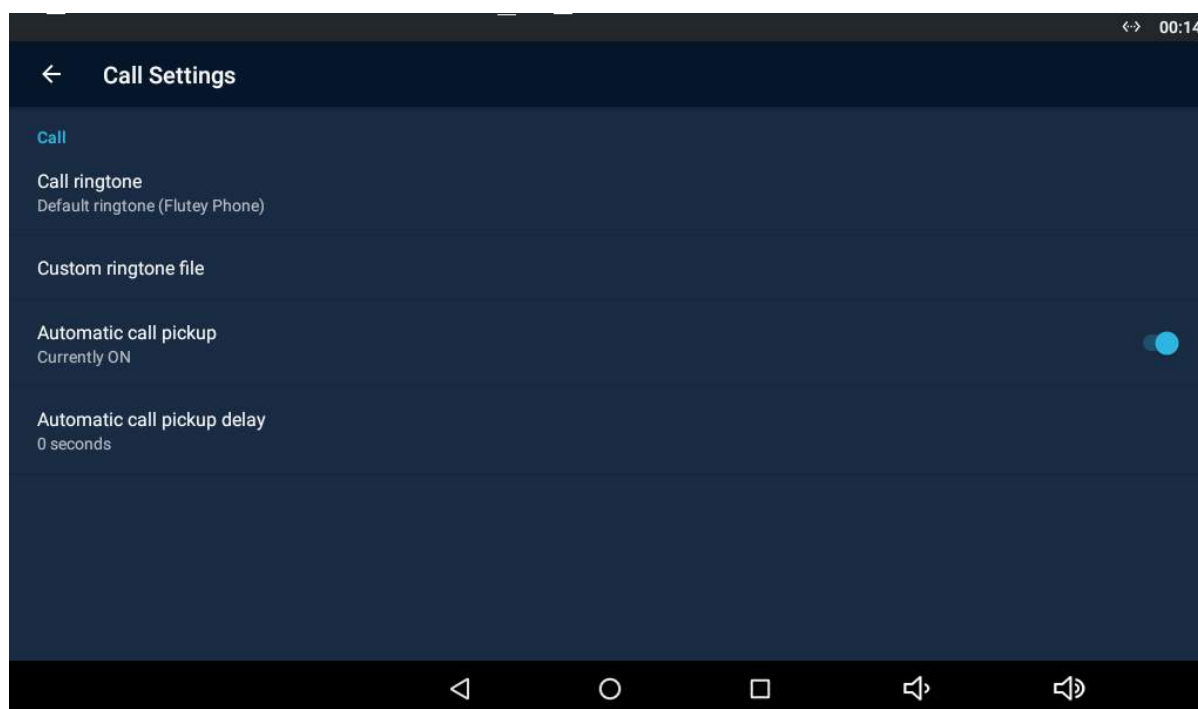 00:14
Call Settings
Call
Call ringtone
Default ringtone (Flutey Phone)
Custom ringtone file
Automatic call pickup
Currently ON
Automatic call pickup delay
0 seconds